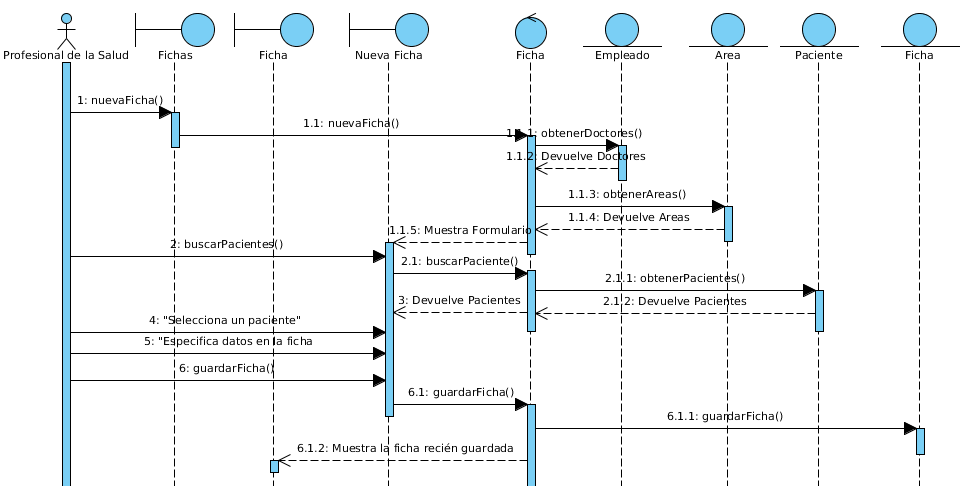 Profesional de la Salud
Fichas
Ficha
Nueva Ficha
Ficha
Empleado
Area
Paciente
Ficha
1: nuevaFicha()
1.1: nuevaFicha()
1.1.1: obtenerDoctores()
1.1.2: Devuelve Doctores
1.1.3: obtenerAreas()
1.1.4: Devuelve Areas
1.1.5: Muestra Formulario
2: buscarPacientes()
2.1: buscarPaciente()
2.1.1: obtenerPacientes()
3: Devuelve Pacientes
2.1.2: Devuelve Pacientes
4: "Selecciona un paciente"
5: "Especifica datos en la ficha
6: guardarFicha()
6.1: guardarFicha()
6.1.1: guardarFicha()
6.1.2: Muestra la ficha recién guardada